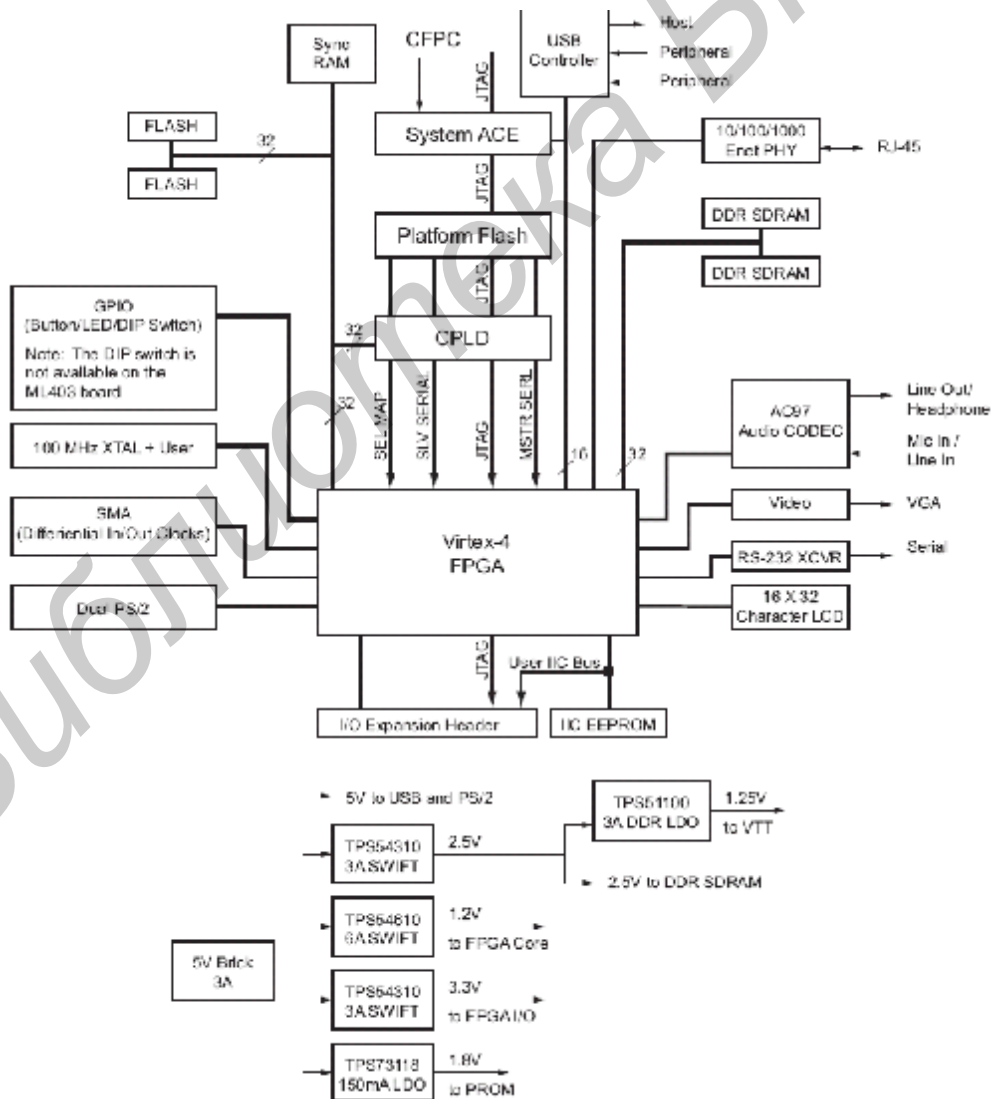 Host
Sync
RAM
CFPC
USB
Controller
Peripheral
Peripheral
JTAG
FLASH
32
System ACE
10/100/1000
Enet PHY
RJ-45
FLASH
JTAG
DDR SDRAM
Platform Flash
DDR SDRAM
JTAG
GPIO
(Button/LED/DIP Switch)
Note: The DIP switch is
not available on the
ML403 board
32
CPLD
32
SEL MAP
SLV SERIAL
JTAG
MSTR SERL
16
32
AC97
Audio CODEC
Line Out/
Headphone
Mic In /
Line In
100 MHz XTAL + User
SMA
(Differential In/Out Clocks)
Virtex-4
FPGA
Video
VGA
RS-232 XCVR
Serial
Dual PS/2
16 X 32
Character LCD
JTAG
User IIC Bus
I/O Expansion Header
IIC EEPROM
5V to USB and PS/2
TPS51100
3A DDR LDO
1.25V
to VTT
TPS54310
3A SWIFT
2.5V
2.5V to DDR SDRAM
TPS54610
6A SWIFT
1.2V
to FPGA Core
5V Brick
3A
TPS54310
3A SWIFT
3.3V
to FPGA I/O
TPS73118
150mA LDO
1.8V
to PROM
Библиотека